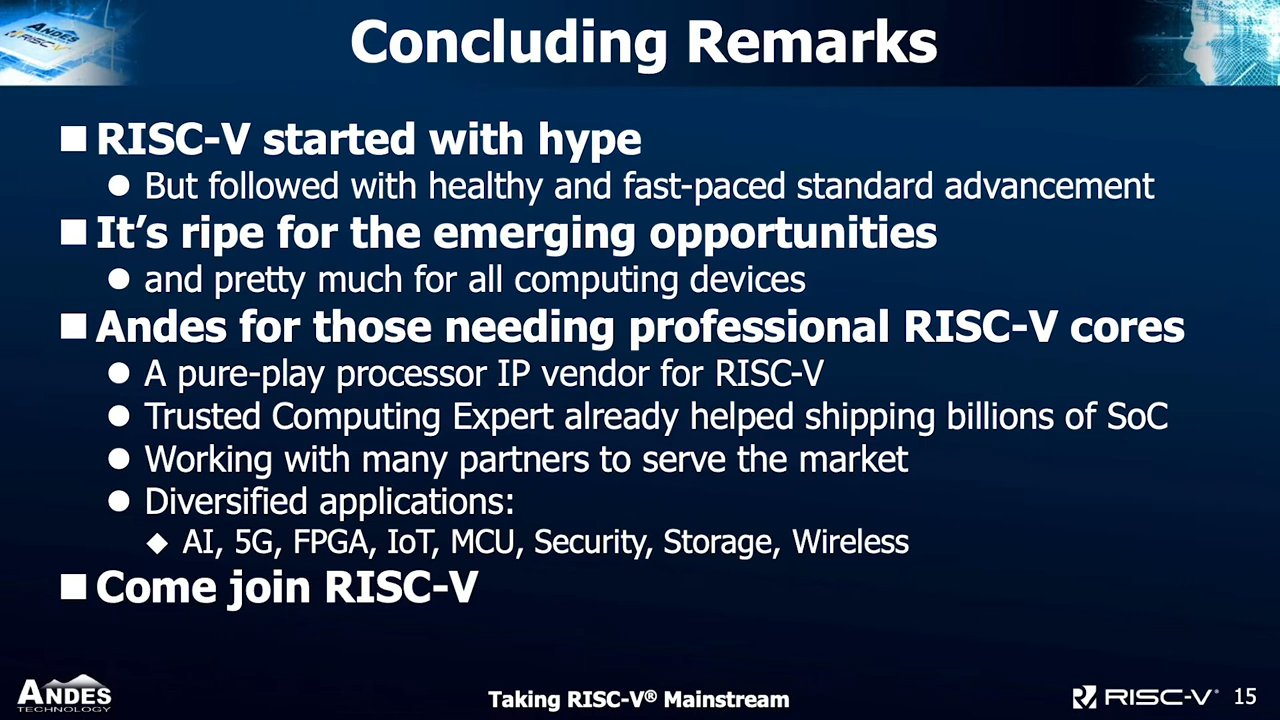 ANDES
RISC-V
Concluding Remarks
RISC-V started with hype
But followed with healthy and fast-paced standard advancement
It’s ripe for the emerging opportunities
and pretty much for all computing devices
Andes for those needing professional RISC-V cores
A pure-play processor IP vendor for RISC-V
Trusted Computing Expert already helped shipping billions of SoC
Working with many partners to serve the market
Diversified applications:
AI, 5G, FPGA, IoT, MCU, Security, Storage, Wireless
Come join RISC-V
ANDES
TECHNOLOGY
Taking RISC-V® Mainstream
RISC-V®
15